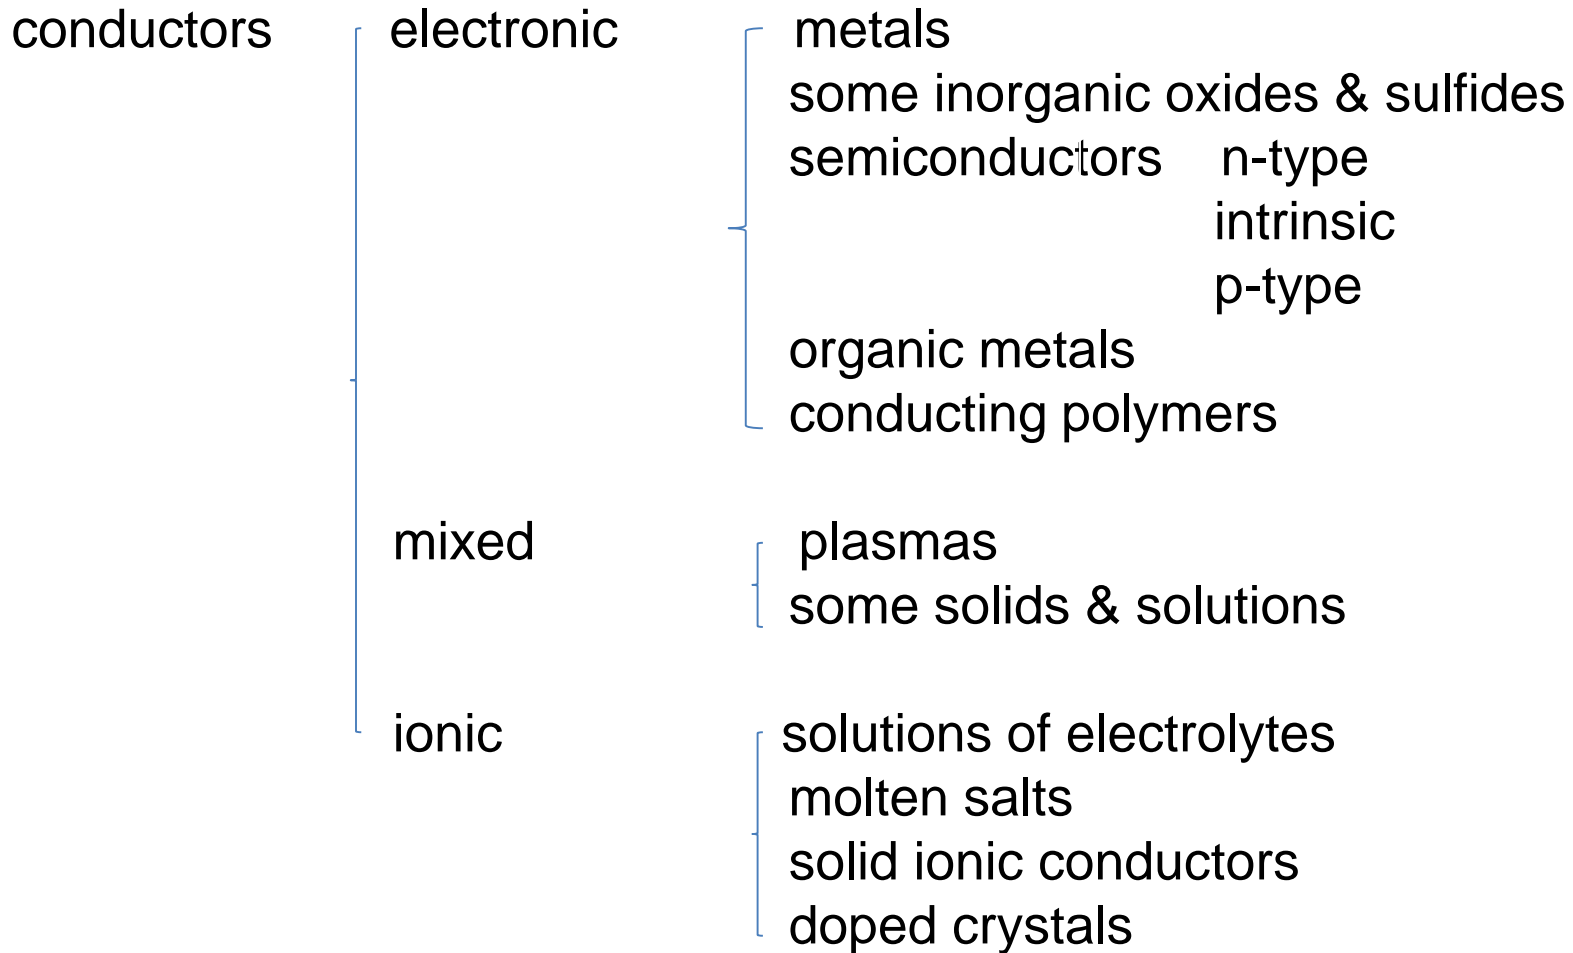 conductors electronic metals
some inorganic oxides & sulfides
semiconductors n-type
intrinsic
p-type
organic metals
conducting polymers
mixed plasmas
some solids & solutions
ionic solutions of electrolytes
molten salts
solid ionic conductors
doped crystals